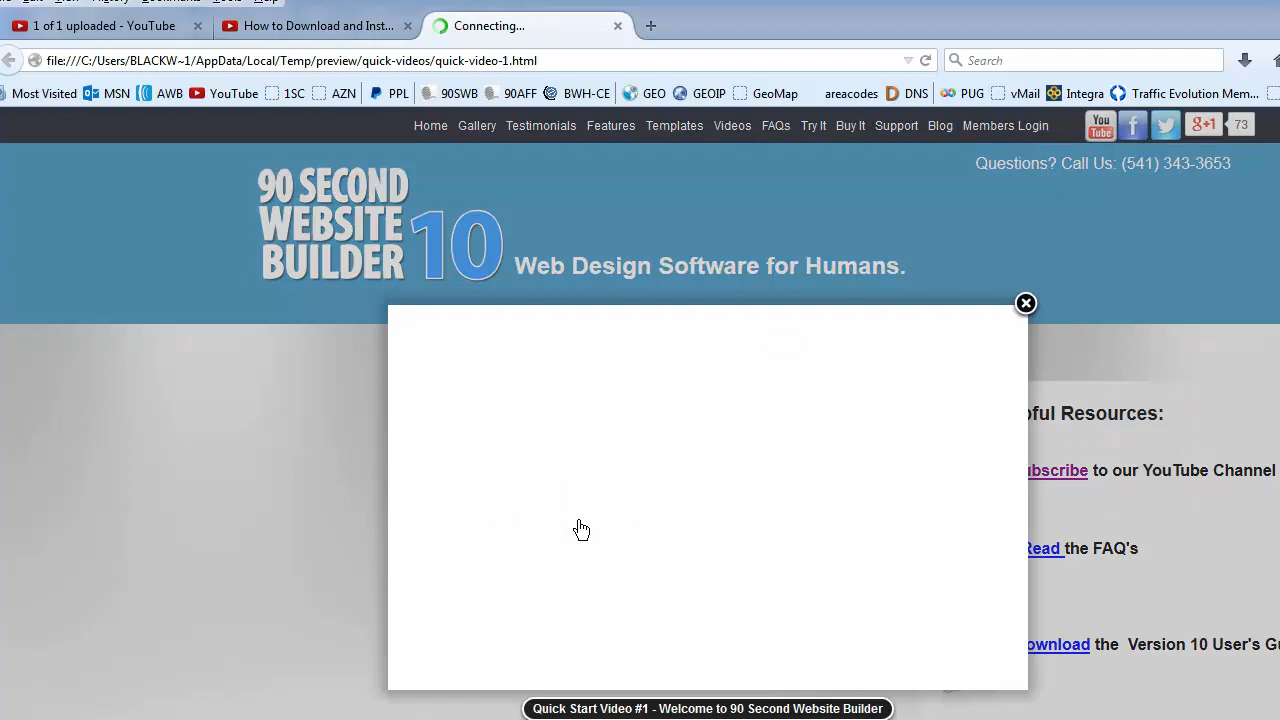 1 of 1 uploaded - YouTube
How to Download and Inst...
Connecting...
file:///C:/Users/BLACKW~1/AppData/Local/Temp/preview/quick-videos/quick-video-1.html
Search
Most Visited MSN AWB YouTube 1SC AZN PPL 90SWB 90AFF BWH-CE GEO GEOIP GeoMap areacodes DNS PUG vMail Integra Traffic Evolution Mem...
Home Gallery Testimonials Features Templates Videos FAQs Try It Buy It Support Blog Members Login You Tube f g+1 73
Questions? Call Us: (541) 343-3653
90 SECOND
WEBSITE
BUILDER 10
Web Design Software for Humans.
ful Resources:
ubscribe to our YouTube Channel
Read the FAQ's
ownload the Version 10 User's Gu
Quick Start Video #1 - Welcome to 90 Second Website Builder